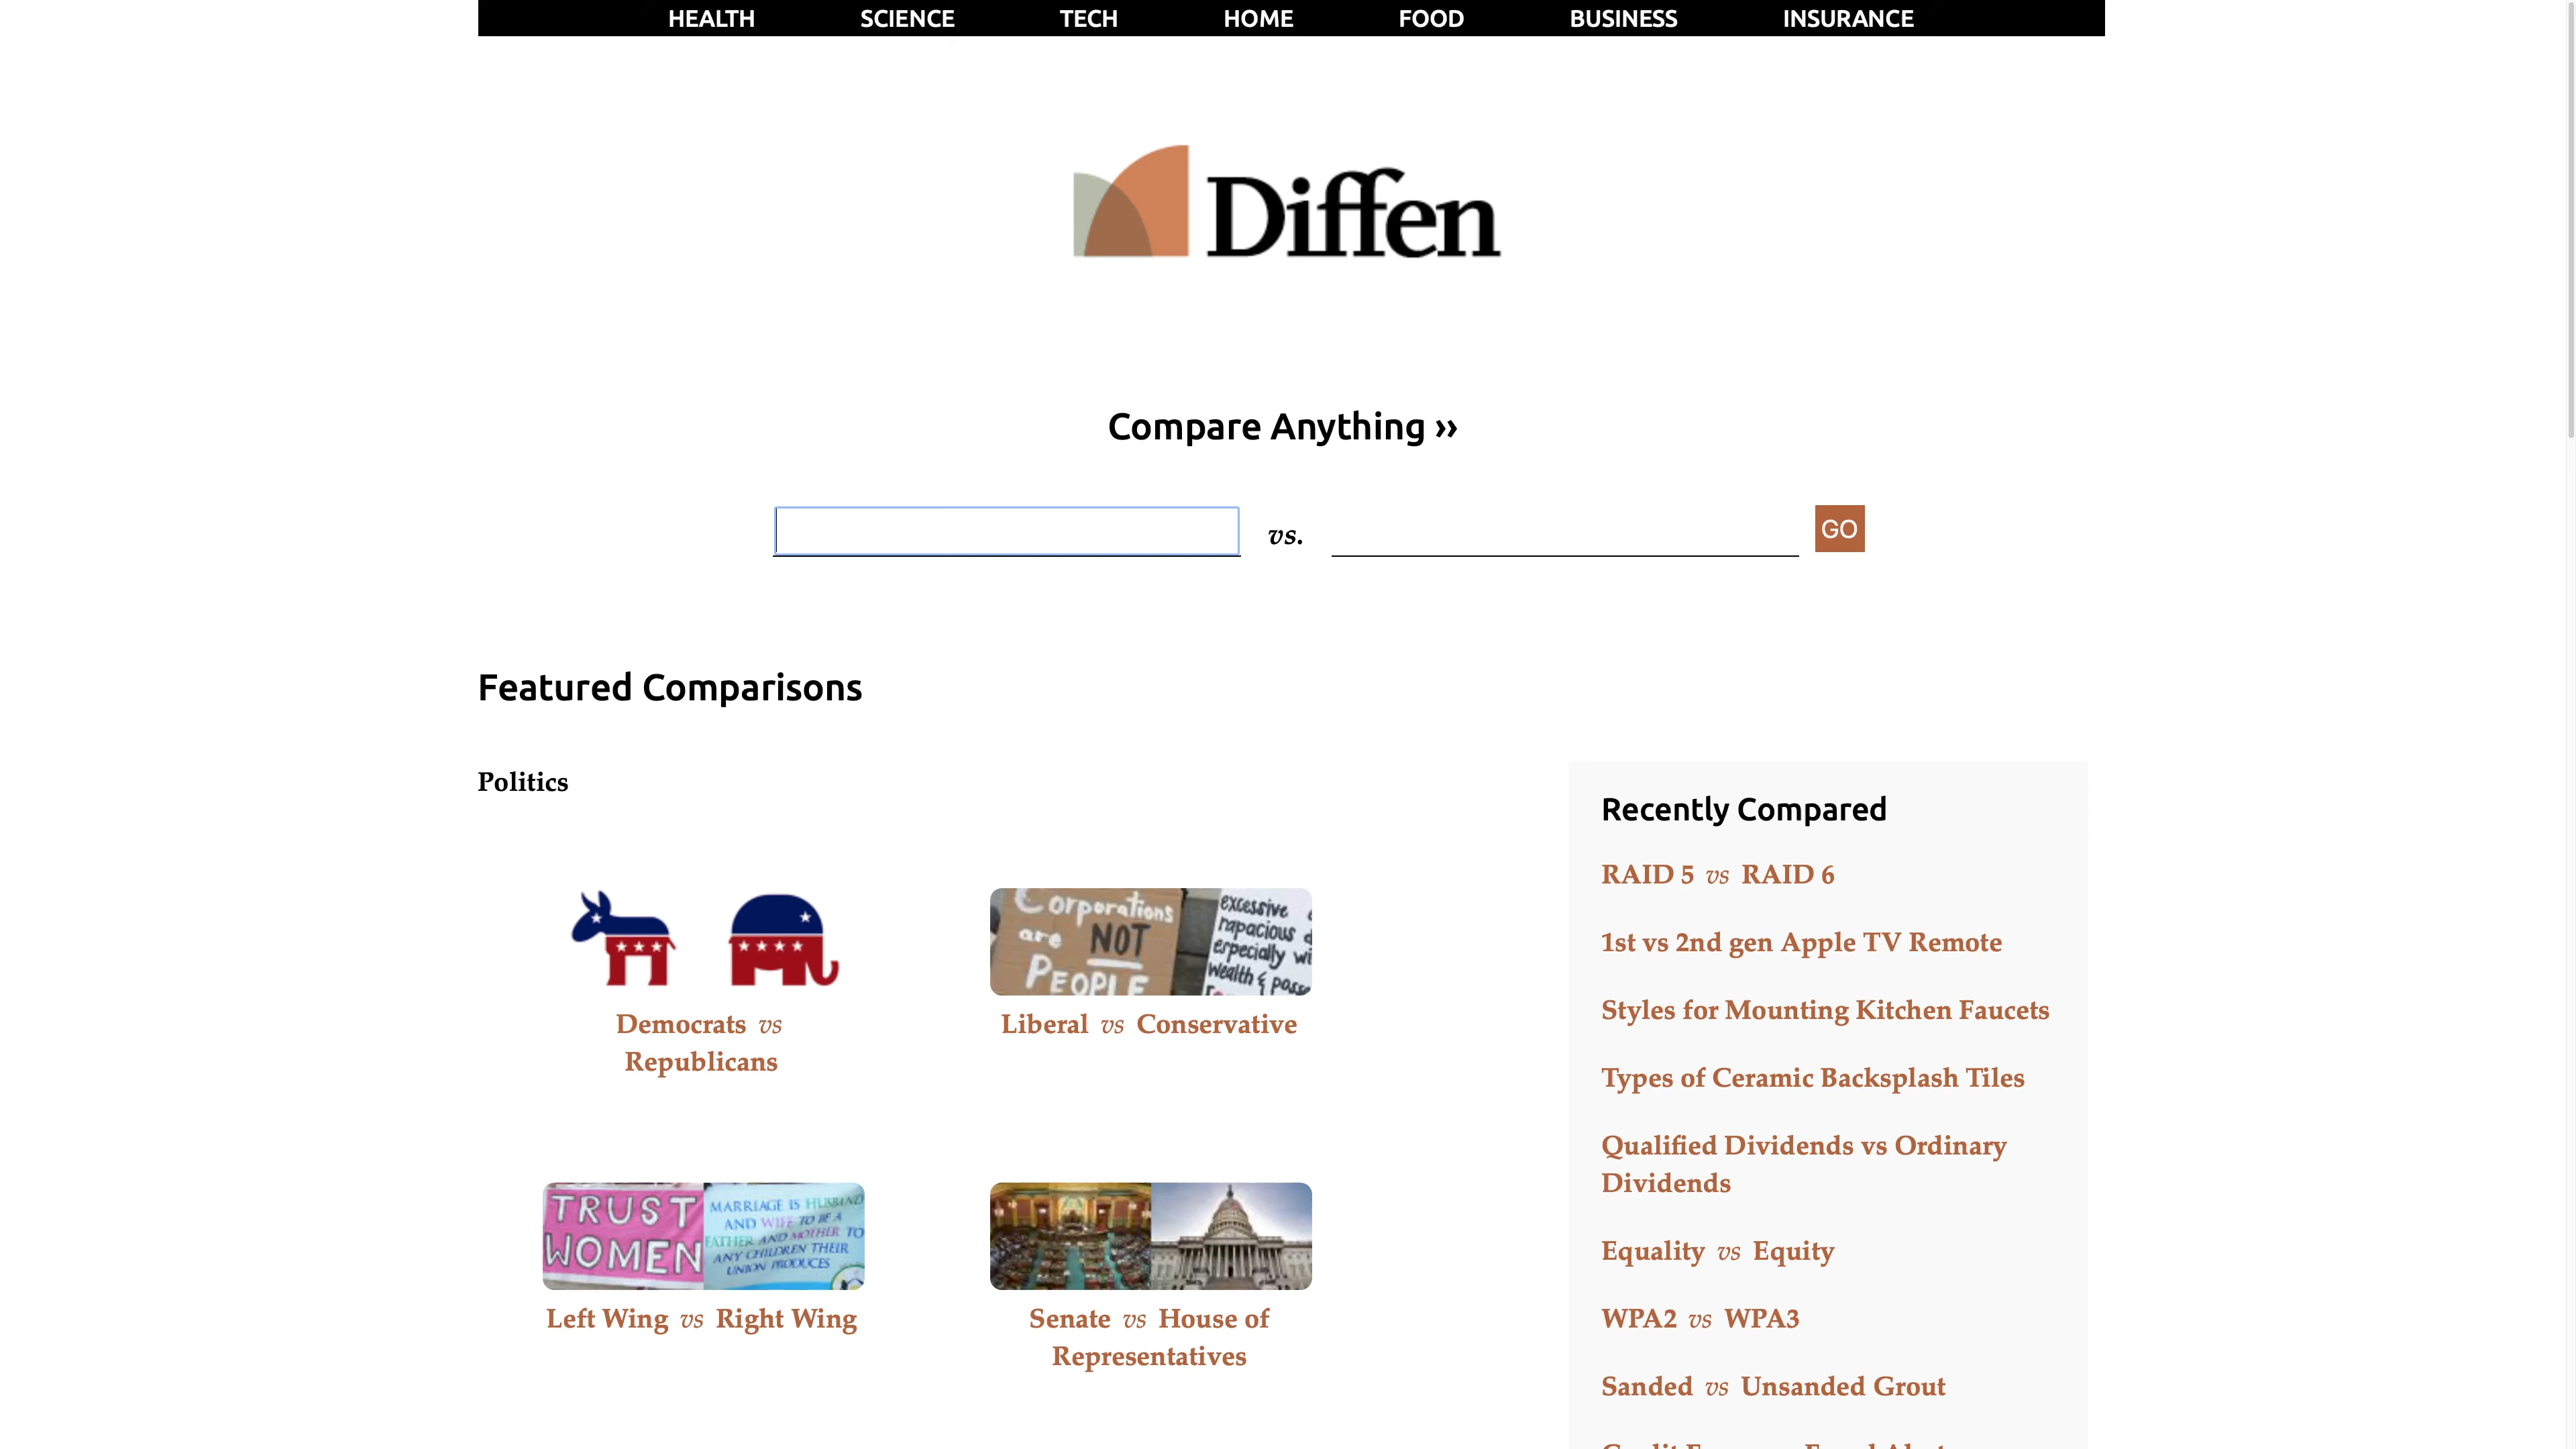 HEALTH SCIENCE TECH HOME FOOD BUSINESS INSURANCE
Diffen
Compare Anything ››
vs. GO
Featured Comparisons
Politics
Democrats vs
Republicans
Corporations
are NOT
PEOPLE
excessive
rapacious
wealth &
Liberal vs Conservative
TRUST
WOMEN
MARRIAGE IS HUSBAND
AND WIFE TO BE A
FATHER AND MOTHER TO
ANY CHILDREN THEIR
UNION PRODUCES
Left Wing vs Right Wing
Senate vs House of
Representatives
Recently Compared
RAID 5 vs RAID 6
1st vs 2nd gen Apple TV Remote
Styles for Mounting Kitchen Faucets
Types of Ceramic Backsplash Tiles
Qualified Dividends vs Ordinary
Dividends
Equality vs Equity
WPA2 vs WPA3
Sanded vs Unsanded Grout